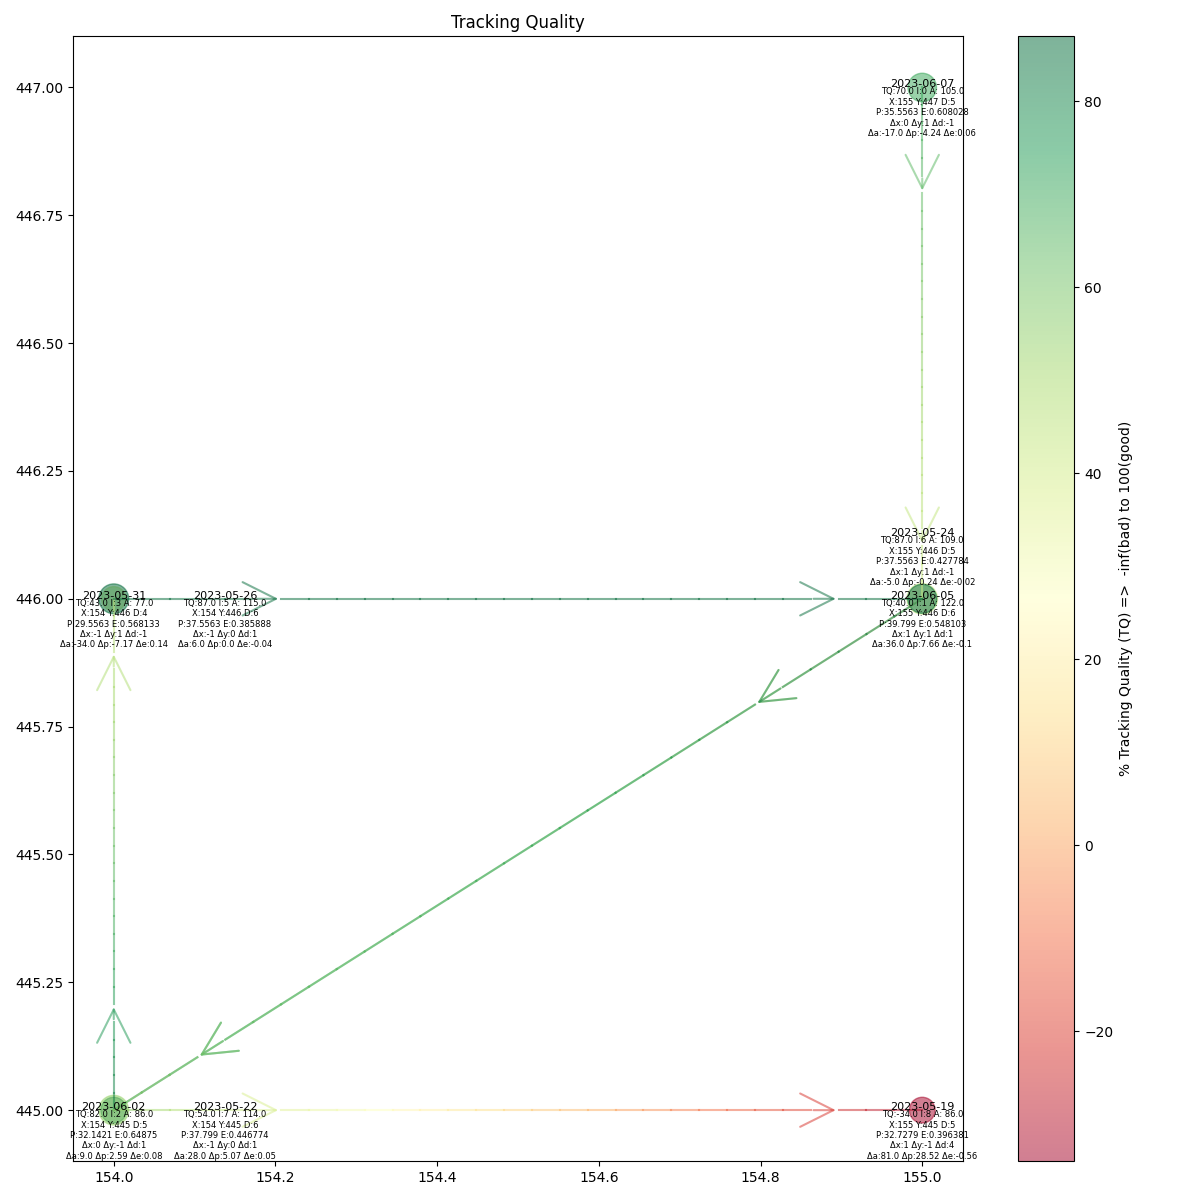 Tracking Quality
447.00
446.75
446.50
446.25
446.00
445.75
445.50
445.25
445.00
2023-06-07
TQ:70.0 I:0 A: 105.0
X:155 Y:447 D:5
P:35.5563 E:0.608028
Δx:0 Δy:1 Δd:-1
Δa:-17.0 Δp:-4.24 Δe:0.06
2023-05-24
TQ:87.0 I:6 A: 109.0
X:155 Y:446 D:5
P:37.5563 E:0.427784
Δx:1 Δy:1 Δd:-1
Δa:-5.0 Δp:-0.24 Δe:-0.02
2023-05-31
TQ:43.0 I:3 A: 77.0
X:154 Y:446 D:4
P:29.5563 E:0.568133
Δx:-1 Δy:1 Δd:-1
Δa:-34.0 Δp:-7.17 Δe:0.14
2023-05-26
TQ:87.0 I:5 A: 115.0
X:154 Y:446 D:6
P:37.5563 E:0.385888
Δx:-1 Δy:0 Δd:1
Δa:6.0 Δp:0.0 Δe:-0.04
2023-06-05
TQ:40.0 I:1 A: 122.0
X:155 Y:446 D:6
P:39.799 E:0.548103
Δx:1 Δy:1 Δd:1
Δa:36.0 Δp:7.66 Δe:-0.1
2023-06-02
TQ:82.0 I:2 A: 86.0
X:154 Y:445 D:5
P:32.1421 E:0.64875
Δx:0 Δy:-1 Δd:1
Δa:9.0 Δp:2.59 Δe:0.08
2023-05-22
TQ:54.0 I:7 A: 114.0
X:154 Y:445 D:6
P:37.799 E:0.446774
Δx:-1 Δy:0 Δd:1
Δa:28.0 Δp:5.07 Δe:0.05
2023-05-19
TQ:-34.0 I:8 A: 86.0
X:155 Y:445 D:5
P:32.7279 E:0.396381
Δx:1 Δy:-1 Δd:4
Δa:81.0 Δp:28.52 Δe:-0.56
154.0
154.2
154.4
154.6
154.8
155.0
80
60
40
20
0
−20
% Tracking Quality (TQ) => -inf(bad) to 100(good)